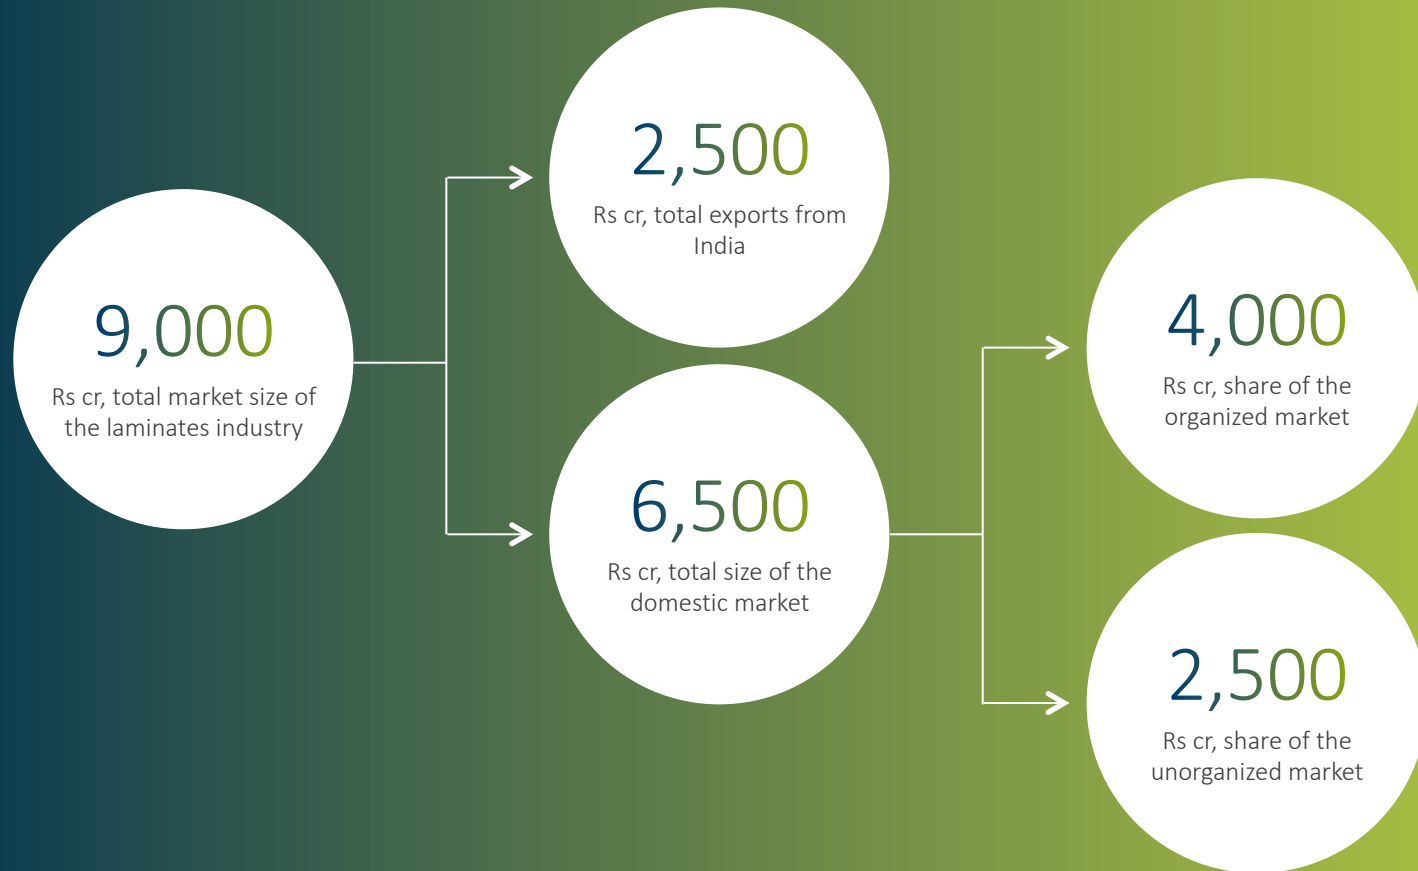 9,000
Rs cr, total market size of
the laminates industry
2,500
Rs cr, total exports from
India
6,500
Rs cr, total size of the
domestic market
4,000
Rs cr, share of the
organized market
2,500
Rs cr, share of the
unorganized market